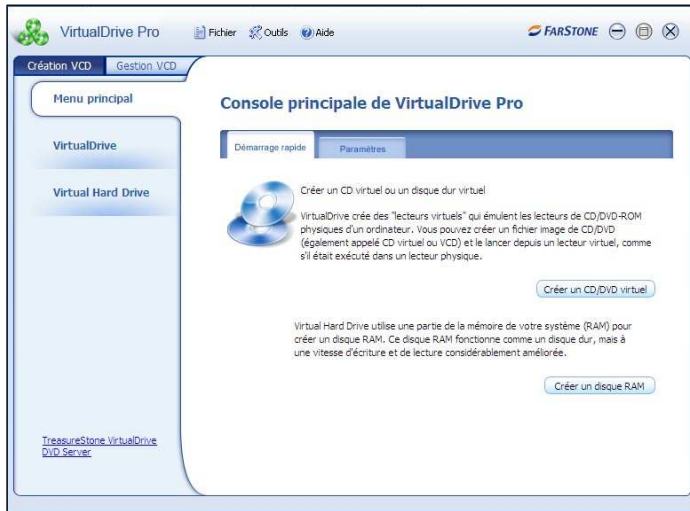 VirtualDrive Pro
Fichier Outils Aide
FARSTONE
Création VCD Gestion VCD
Menu principal
VirtualDrive
Virtual Hard Drive
TreasureStone VirtualDrive
DVD Server
Console principale de VirtualDrive Pro
Démarrage rapide Paramètres
Créer un CD virtuel ou un disque dur virtuel
VirtualDrive crée des "lecteurs virtuels" qui émulent les lecteurs de CD/DVD-ROM
physiques d'un ordinateur. Vous pouvez créer un fichier image de CD/DVD
(également appelé CD virtuel ou VCD) et le lancer depuis un lecteur virtuel, comme
s'il était exécuté dans un lecteur physique.
Créer un CD/DVD virtuel
Virtual Hard Drive utilise une partie de la mémoire de votre système (RAM) pour
créer un disque RAM. Ce disque RAM fonctionne comme un disque dur, mais à
une vitesse d'écriture et de lecture considérablement améliorée.
Créer un disque RAM